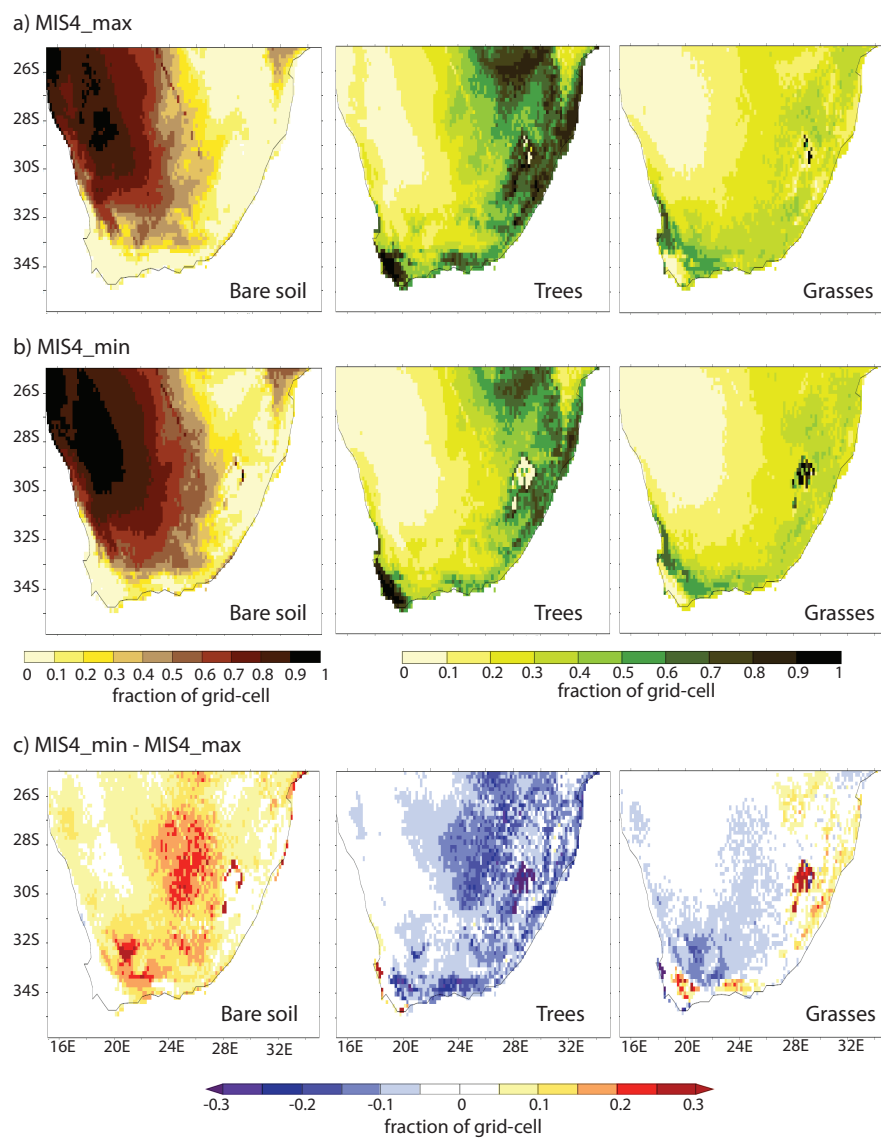 a) MIS4_max
26S
28S
30S
32S
34S
Bare soil
Trees
Grasses
b) MIS4_min
26S
28S
30S
32S
34S
Bare soil
Trees
Grasses
0 0.1 0.2 0.3 0.4 0.5 0.6 0.7 0.8 0.9 1
fraction of grid-cell
0 0.1 0.2 0.3 0.4 0.5 0.6 0.7 0.8 0.9 1
fraction of grid-cell
c) MIS4_min - MIS4_max
26S
28S
30S
32S
34S
Bare soil
Trees
Grasses
16E 20E 24E 28E 32E
16E 20E 24E 28E 32E
16E 20E 24E 28E 32E
-0.3 -0.2 -0.1 0 0.1 0.2 0.3
fraction of grid-cell